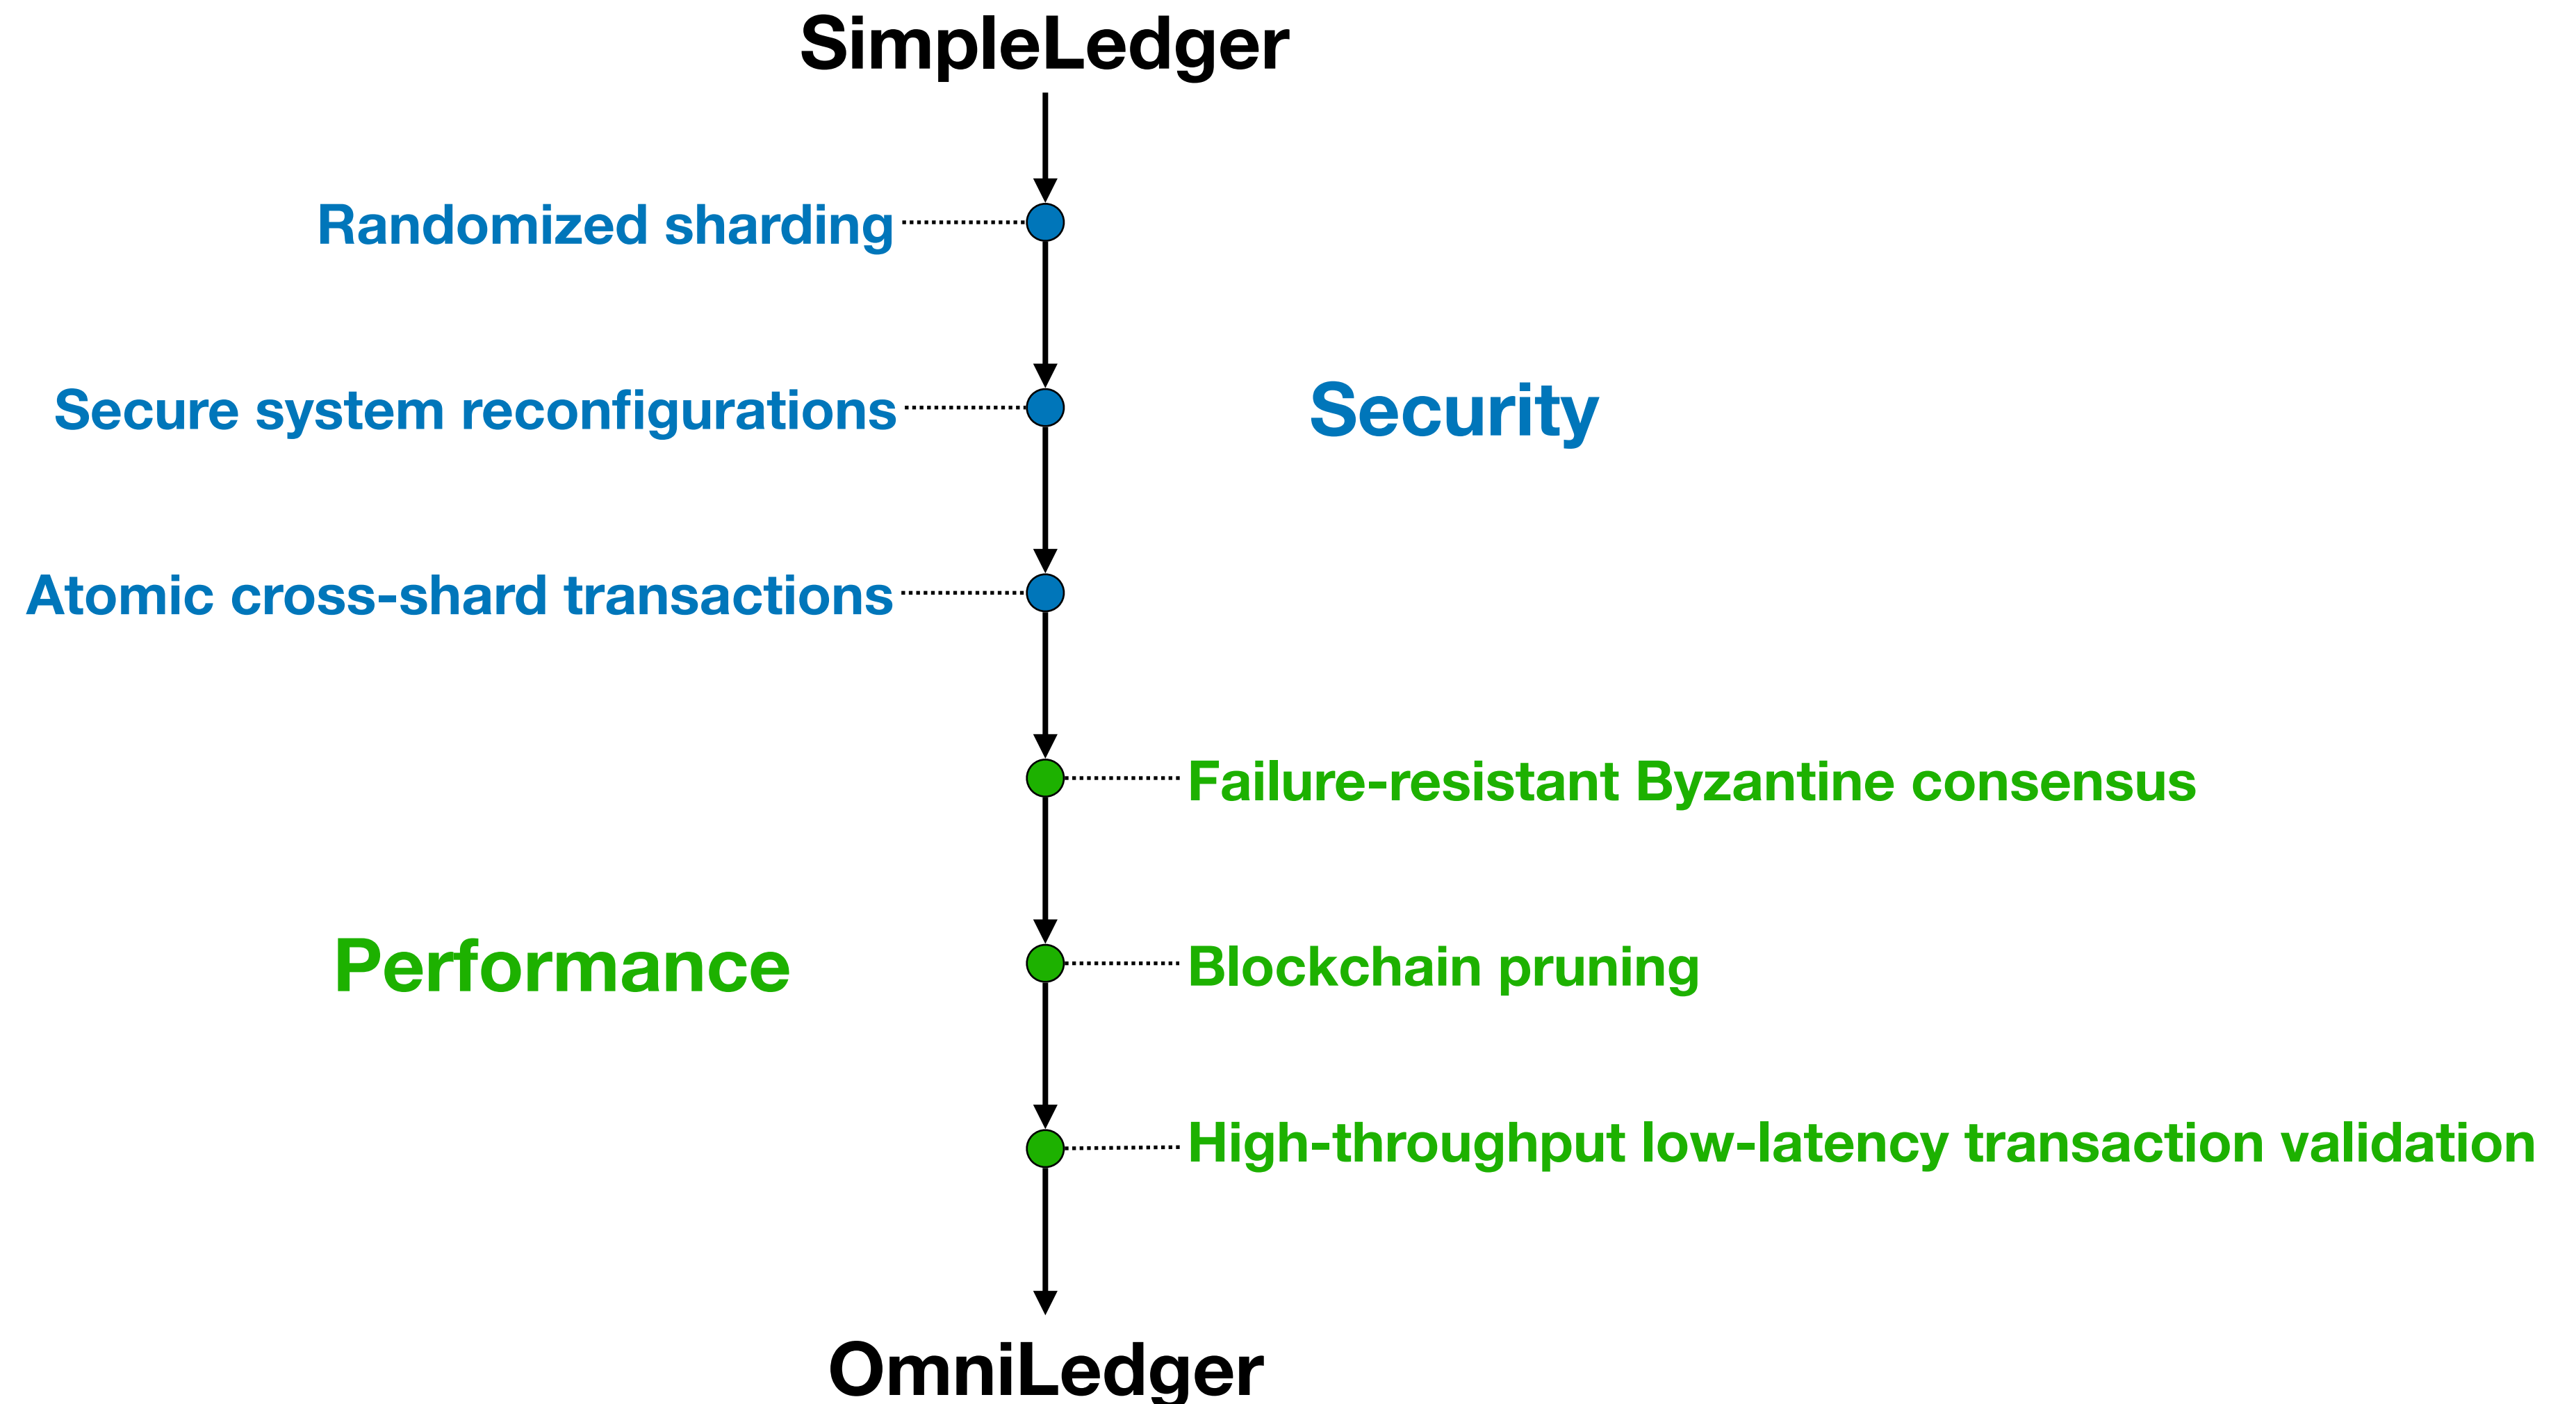 SimpleLedger
Randomized sharding
Secure system reconfigurations
Security
Atomic cross-shard transactions
Failure-resistant Byzantine consensus
Performance
Blockchain pruning
High-throughput low-latency transaction validation
OmniLedger